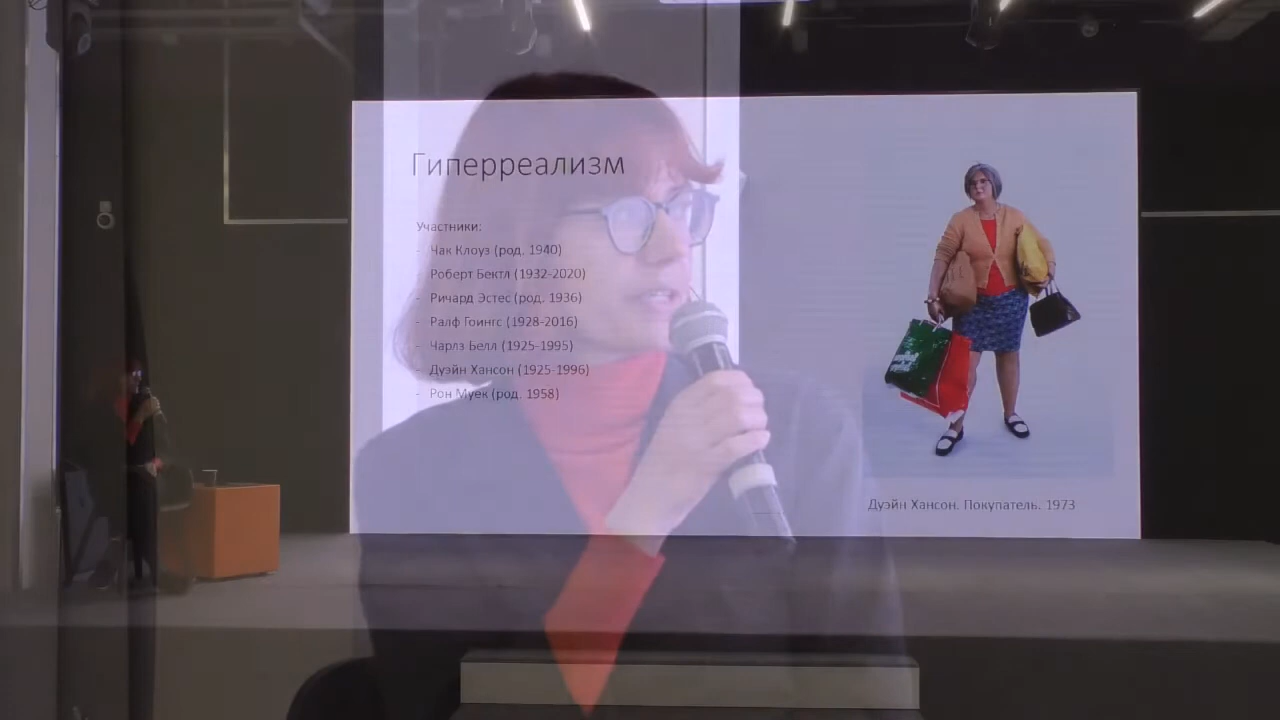 Гиперреализм
Участники:
- Чак Клоуз (род. 1940)
- Роберт Бектл (1932-2020)
- Ричард Эстес (род. 1936)
- Ралф Гоингс (1928-2016)
- Чарлз Белл (1925-1995)
- Дуэйн Хансон (1925-1996)
- Рон Муек (род. 1958)
Дуэйн Хансон. Покупатель. 1973